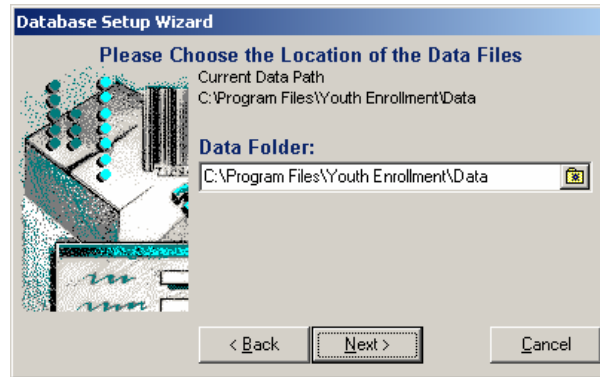 Database Setup Wizard
Please Choose the Location of the Data Files
Current Data Path
C:\Program Files\Youth Enrollment\Data
Data Folder:
C:\Program Files\Youth Enrollment\Data
< Back Next > Cancel